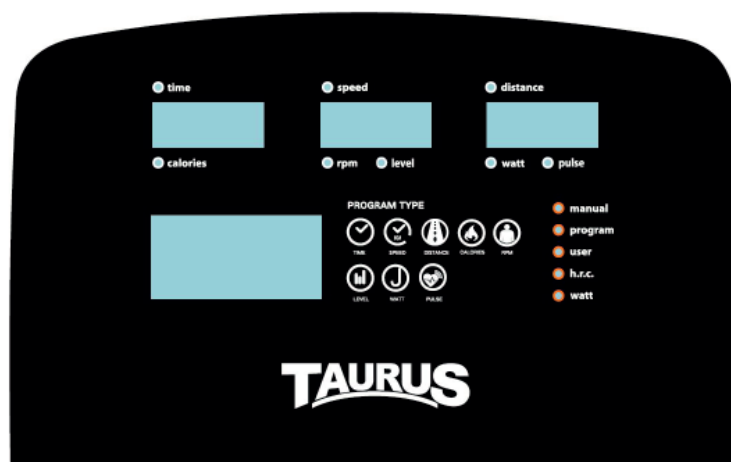 time speed distance
calories rpm level watt pulse
PROGRAM TYPE
TIME SPEED DISTANCE CALORIES RPM
LEVEL WATT PULSE
manual
program
user
h.r.c.
watt
TAURUS